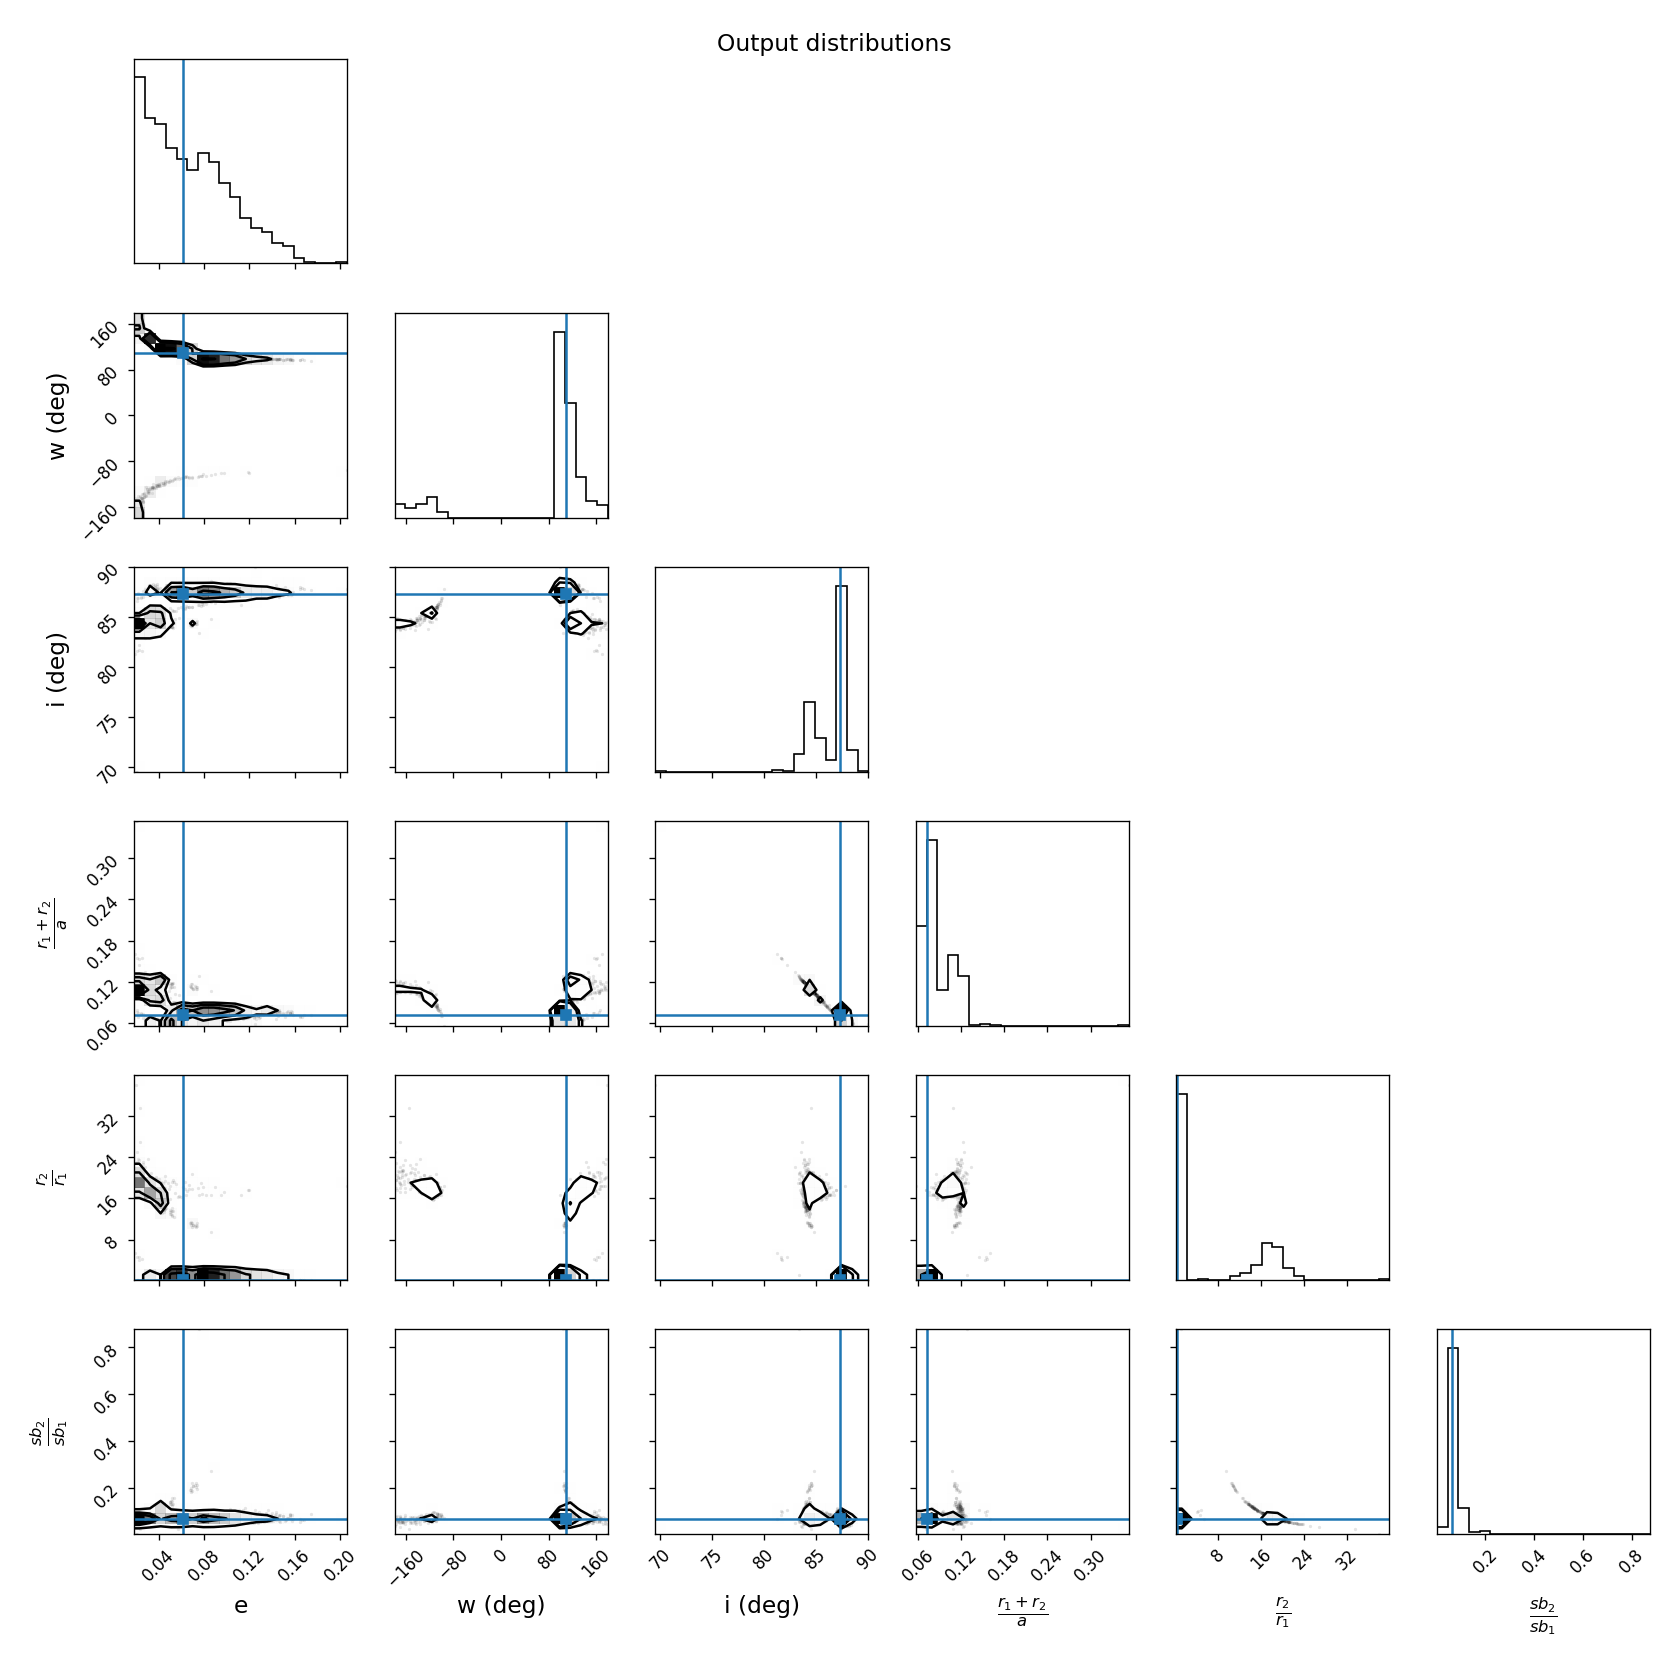 Output distributions
160
80
0
−80
−160
w (deg)
90
85
80
75
70
i (deg)
0.30
0.24
0.18
0.12
0.06
r₁ + r₂
a
32
24
16
8
r₂
r₁
0.8
0.6
0.4
0.2
sb₂
sb₁
0.04 0.08 0.12 0.16 0.20 −160 −80 0 80 160 70 75 80 85 90 0.06 0.12 0.18 0.24 0.30 8 16 24 32 0.2 0.4 0.6 0.8
e w (deg) i (deg) r₁ + r₂ r₂ sb₂
a r₁ sb₁